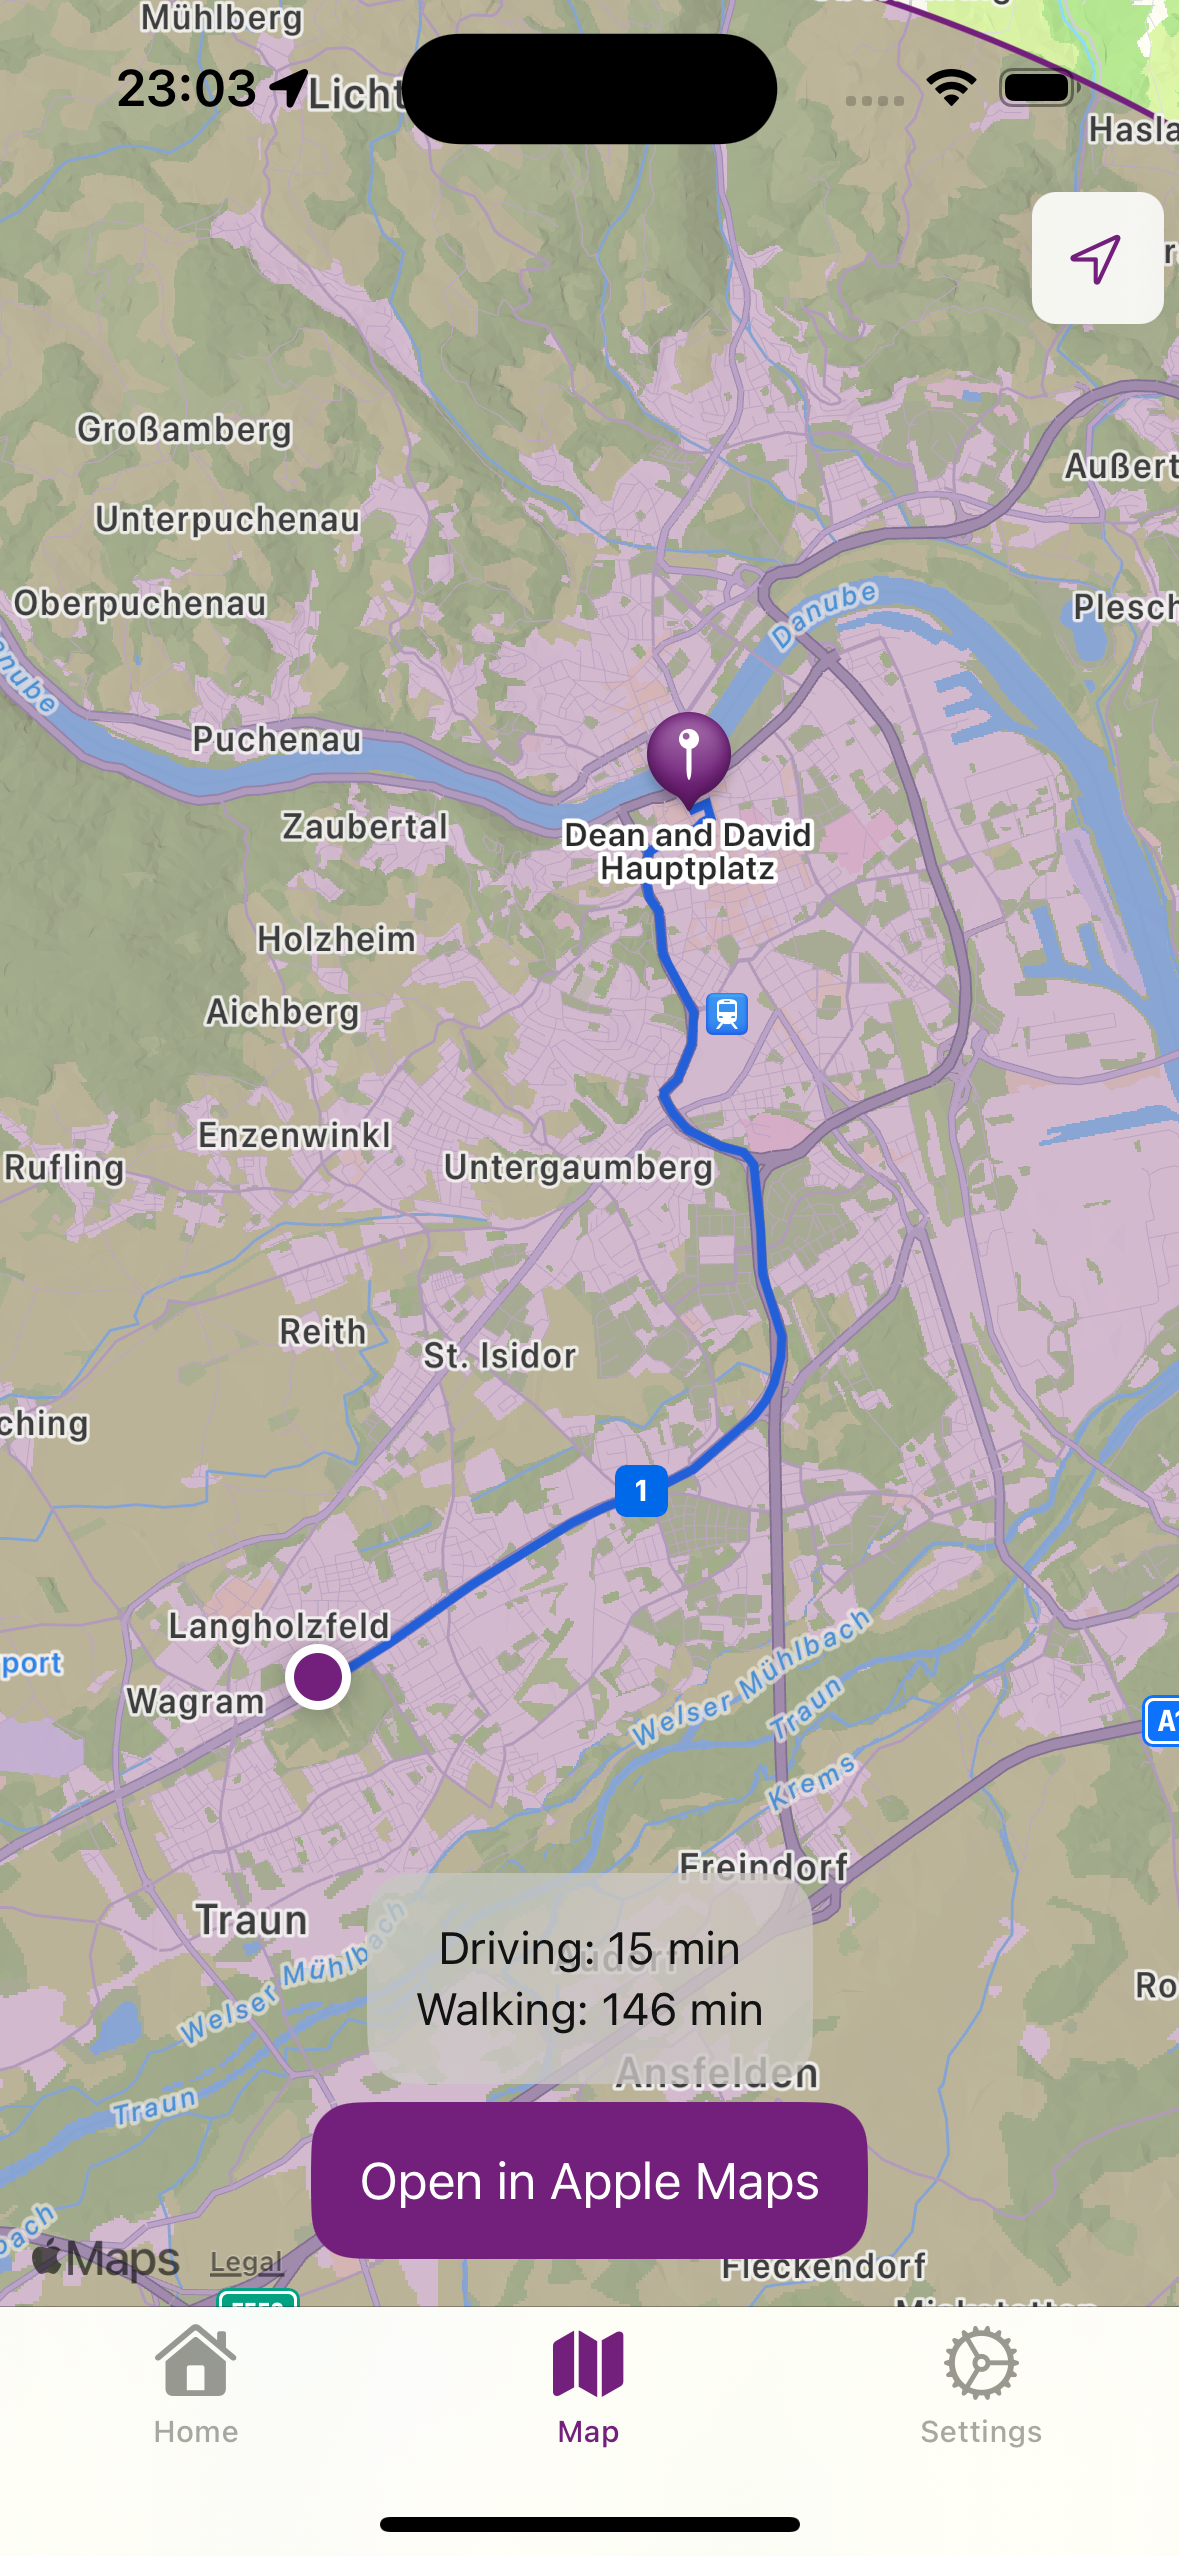 Mühlberg
23:03
Licht
Hasla
Großamberg
Außert
Unterpuchenau
Oberpuchenau
Danube
Plesch
anube
Puchenau
Zaubertal
Dean and David
Hauptplatz
Holzheim
Aichberg
Enzenwinkl
Rufling
Untergaumberg
Reith
St. Isidor
ching
1
Langholzfeld
port
Wagram
Welser Mühlbach
Traun
A1
Krems
Freindorf
Traun
Welser Mühlbach
Driving: 15 min
Walking: 146 min
Ro
Ansfelden
Traun
Open in Apple Maps
bach
Maps
Legal
Fleckendorf
Home
Map
Settings